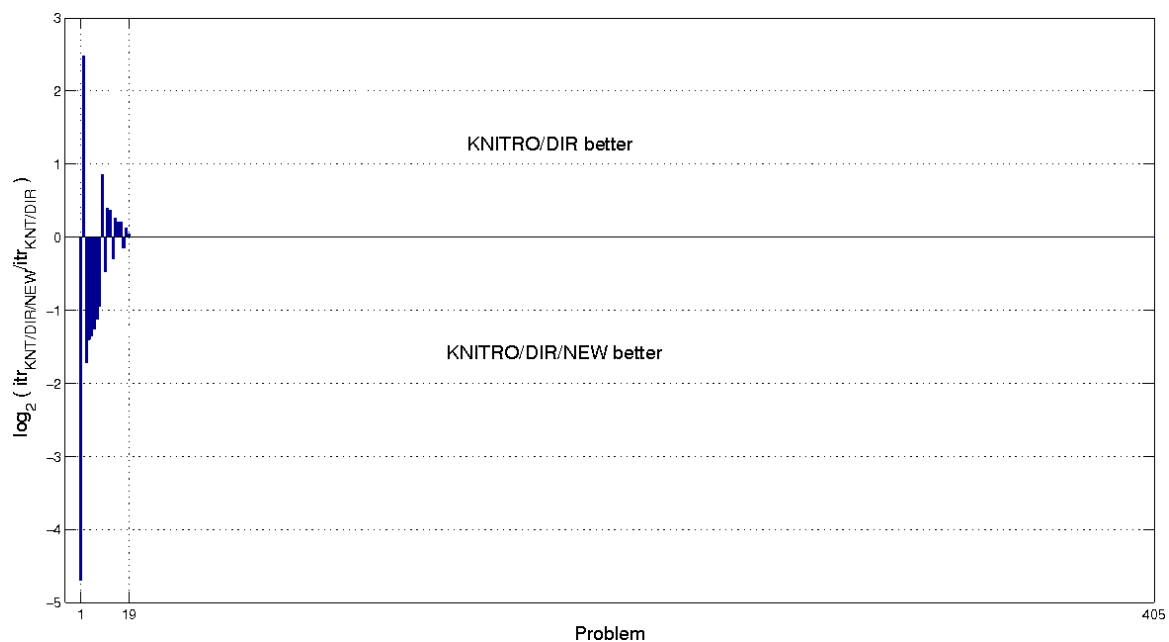 3
2
KNITRO/DIR better
1
0
−1
KNITRO/DIR/NEW better
−2
−3
−4
−5
log2 ( itrKNT/DIR/NEW/itrKNT/DIR )
1 19 405
Problem